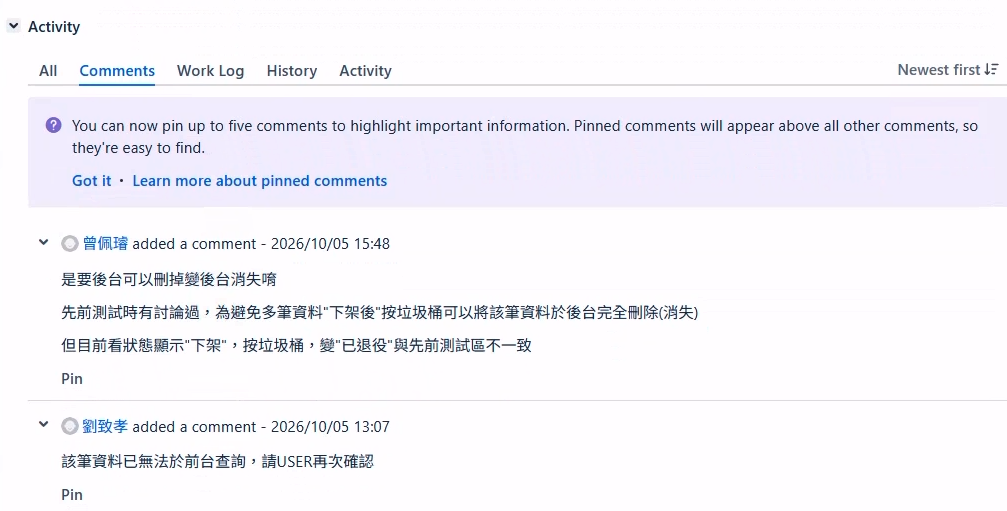 Activity
All Comments Work Log History Activity Newest first
You can now pin up to five comments to highlight important information. Pinned comments will appear above all other comments, so
they're easy to find.
Got it • Learn more about pinned comments
曾佩璿 added a comment - 2026/10/05 15:48
是要後台可以刪掉變後台消失唷
先前測試時有討論過，為避免多筆資料"下架後"按垃圾桶可以將該筆資料於後台完全刪除(消失)
但目前看狀態顯示"下架"，按垃圾桶，變"已退役"與先前測試區不一致
Pin
劉致孝 added a comment - 2026/10/05 13:07
該筆資料已無法於前台查詢，請USER再次確認
Pin